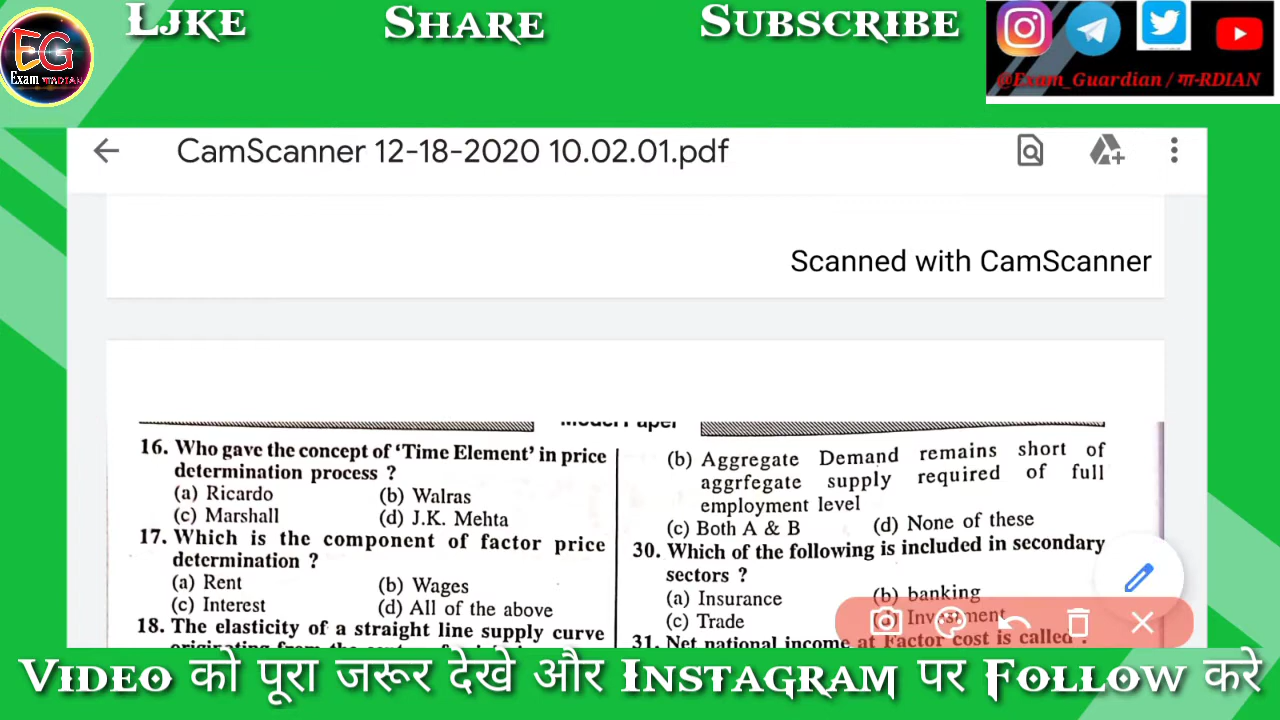 LIKE
SHARE
SUBSCRIBE
EG
Exam गार्DIAN
@Exam_Guardian / गा-RDIAN
CamScanner 12-18-2020 10.02.01.pdf
Scanned with CamScanner
Model Paper
16. Who gave the concept of ‘Time Element’ in price
determination process ?
(a) Ricardo (b) Walras
(c) Marshall (d) J.K. Mehta
17. Which is the component of factor price
determination ?
(a) Rent (b) Wages
(c) Interest (d) All of the above
18. The elasticity of a straight line supply curve
(b) Aggregate Demand remains short of
aggrfegate supply required of full
employment level
(c) Both A & B (d) None of these
30. Which of the following is included in secondary
sectors ?
(a) Insurance (b) banking
(c) Trade Investment
31. Net national income at Factor cost is called ?
VIDEO को पूरा जरूर देखे और INSTAGRAM पर FOLLOW करे